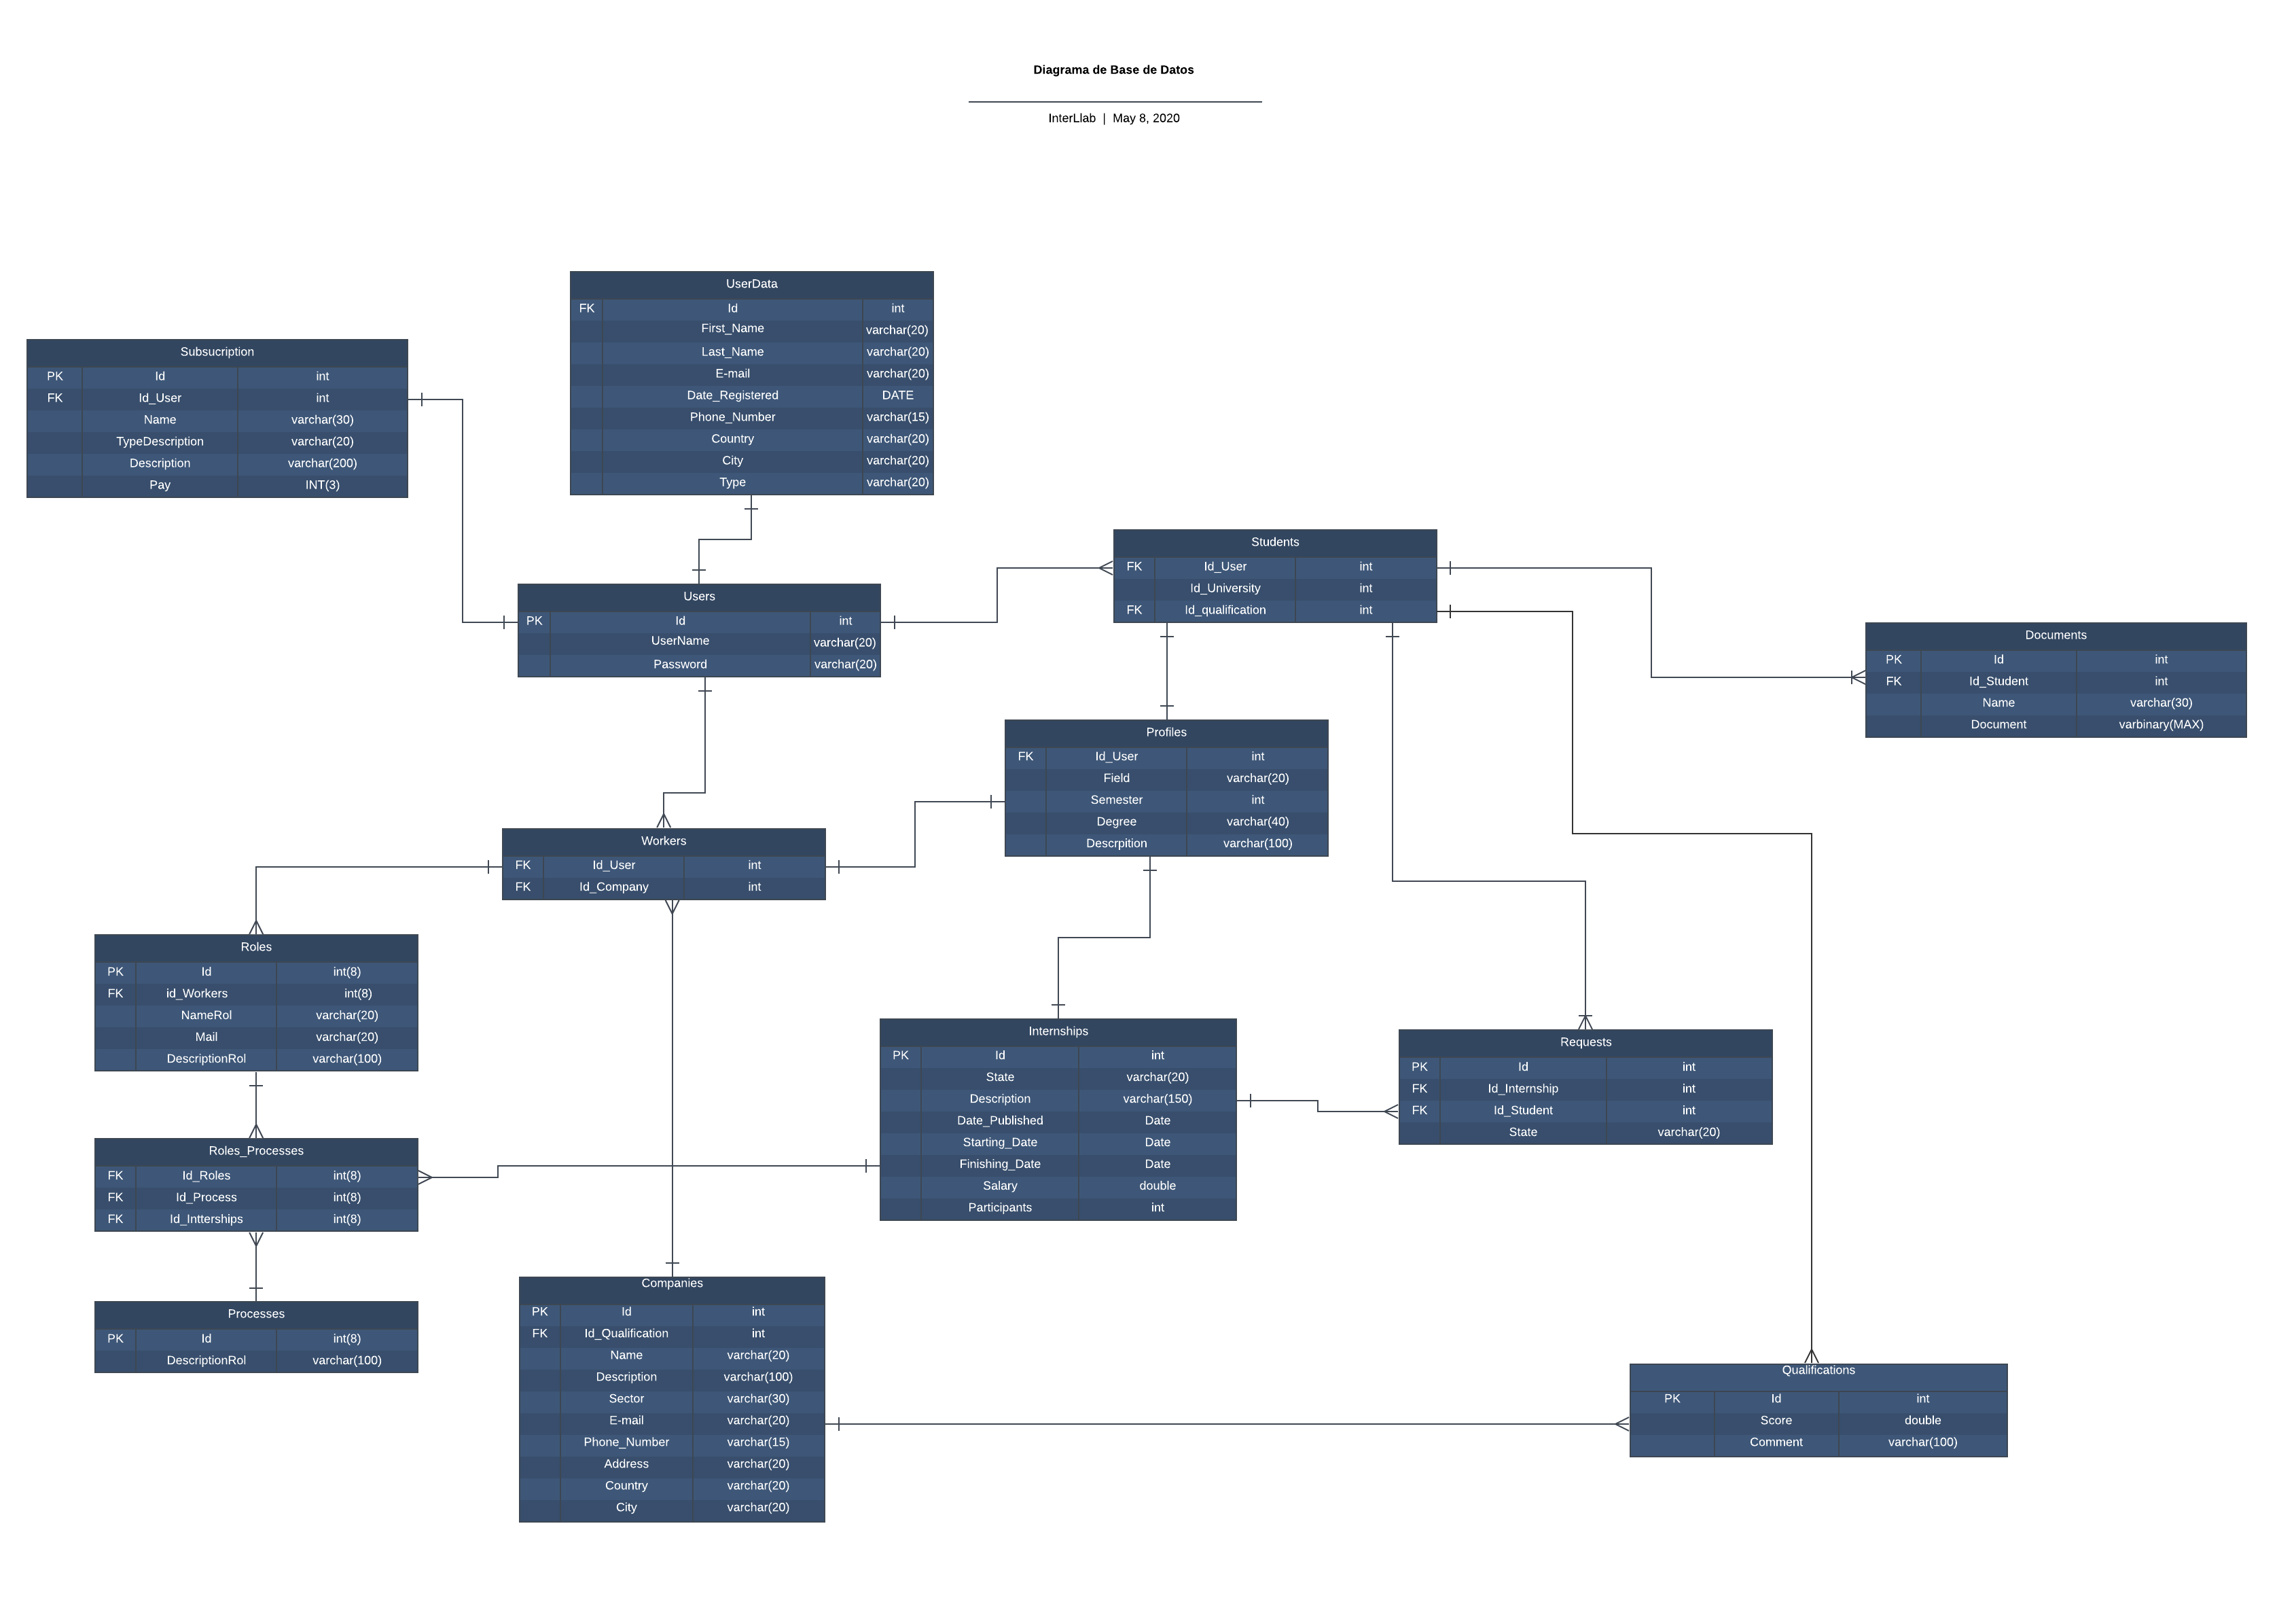 Diagrama de Base de Datos
InterLlab | May 8, 2020
UserData
FK Id int
First_Name varchar(20)
Last_Name varchar(20)
E-mail varchar(20)
Date_Registered DATE
Phone_Number varchar(15)
Country varchar(20)
City varchar(20)
Type varchar(20)
Subsucription
PK Id int
FK Id_User int
Name varchar(30)
TypeDescription varchar(20)
Description varchar(200)
Pay INT(3)
Students
FK Id_User int
Id_University int
FK Id_qualification int
Users
PK Id int
UserName varchar(20)
Password varchar(20)
Documents
PK Id int
FK Id_Student int
Name varchar(30)
Document varbinary(MAX)
Profiles
FK Id_User int
Field varchar(20)
Semester int
Degree varchar(40)
Descrpition varchar(100)
Workers
FK Id_User int
FK Id_Company int
Roles
PK Id int(8)
FK id_Workers int(8)
NameRol varchar(20)
Mail varchar(20)
DescriptionRol varchar(100)
Internships
PK Id int
State varchar(20)
Description varchar(150)
Date_Published Date
Starting_Date Date
Finishing_Date Date
Salary double
Participants int
Requests
PK Id int
FK Id_Internship int
FK Id_Student int
State varchar(20)
Roles_Processes
FK Id_Roles int(8)
FK Id_Process int(8)
FK Id_Intterships int(8)
Processes
PK Id int(8)
DescriptionRol varchar(100)
Companies
PK Id int
FK Id_Qualification int
Name varchar(20)
Description varchar(100)
Sector varchar(30)
E-mail varchar(20)
Phone_Number varchar(15)
Address varchar(20)
Country varchar(20)
City varchar(20)
Qualifications
PK Id int
Score double
Comment varchar(100)